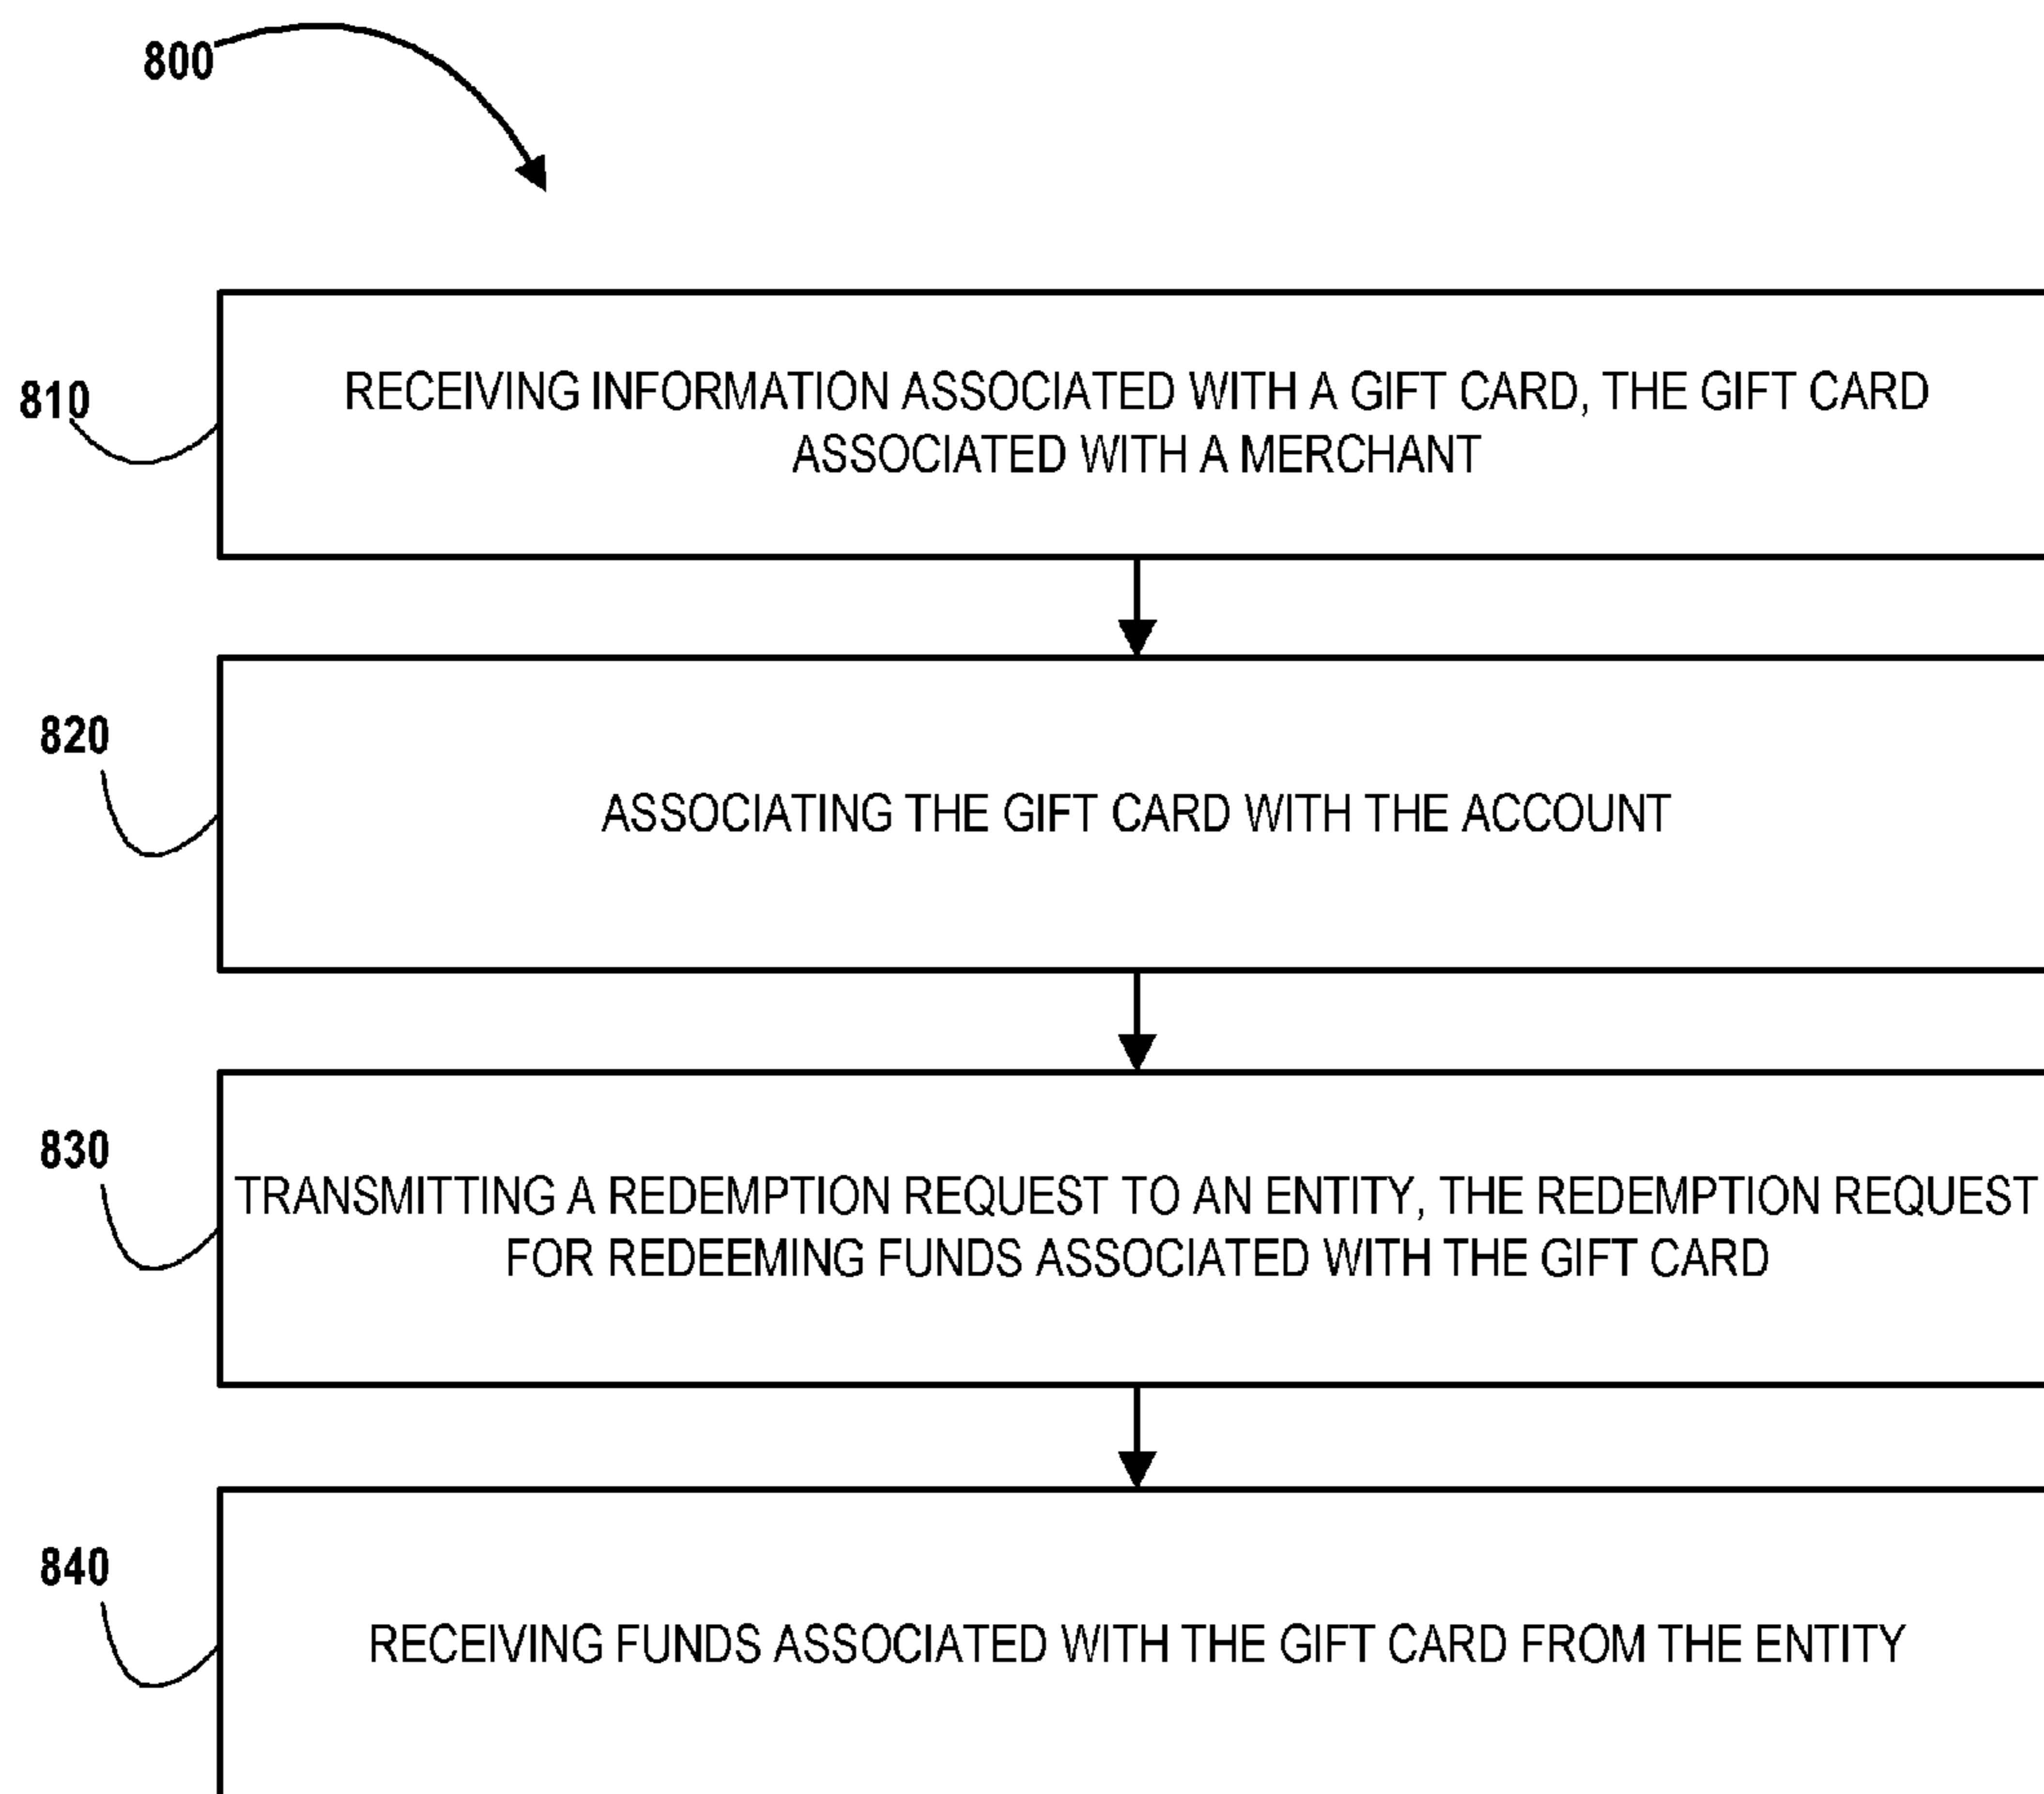 800
810
RECEIVING INFORMATION ASSOCIATED WITH A GIFT CARD, THE GIFT CARD
ASSOCIATED WITH A MERCHANT
820
ASSOCIATING THE GIFT CARD WITH THE ACCOUNT
830
TRANSMITTING A REDEMPTION REQUEST TO AN ENTITY, THE REDEMPTION REQUEST
FOR REDEEMING FUNDS ASSOCIATED WITH THE GIFT CARD
840
RECEIVING FUNDS ASSOCIATED WITH THE GIFT CARD FROM THE ENTITY